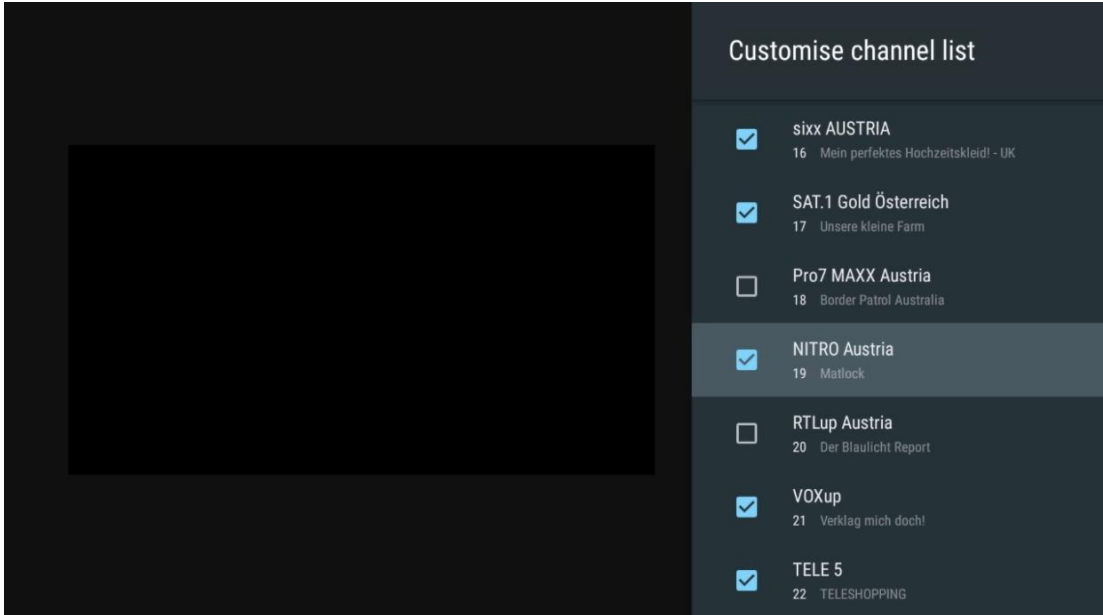 Customise channel list
sixx AUSTRIA
16 Mein perfektes Hochzeitskleid! - UK
SAT.1 Gold Österreich
17 Unsere kleine Farm
Pro7 MAXX Austria
18 Border Patrol Australia
NITRO Austria
19 Matlock
RTLup Austria
20 Der Blaulicht Report
VOXup
21 Verklag mich doch!
TELE 5
22 TELESHOPPING